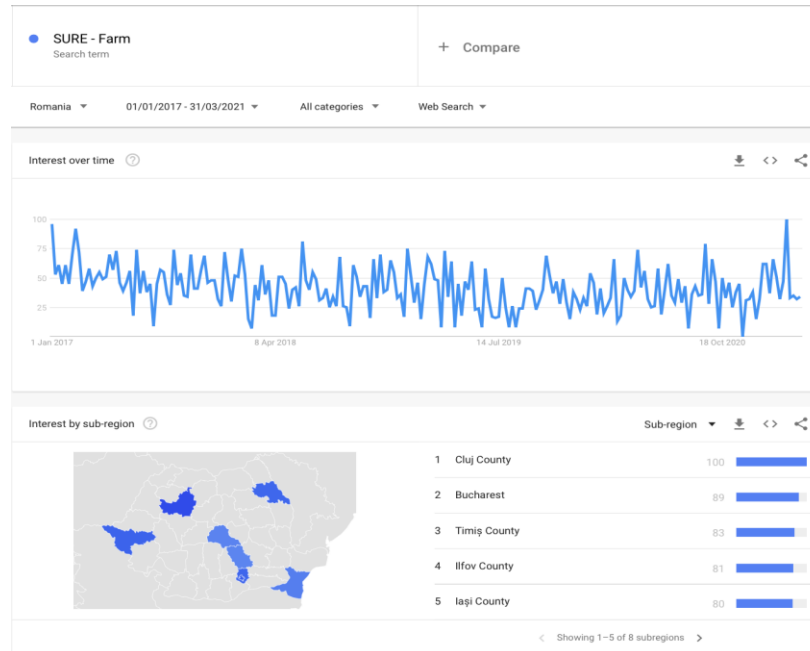 SURE - Farm
Search term
+ Compare
Romania 01/01/2017 - 31/03/2021 All categories Web Search
Interest over time
100
75
50
25
1 Jan 2017 8 Apr 2018 14 Jul 2019 18 Oct 2020
Interest by sub-region Sub-region
1 Cluj County 100
2 Bucharest 89
3 Timiș County 83
4 Ilfov County 81
5 Iași County 80
Showing 1–5 of 8 subregions